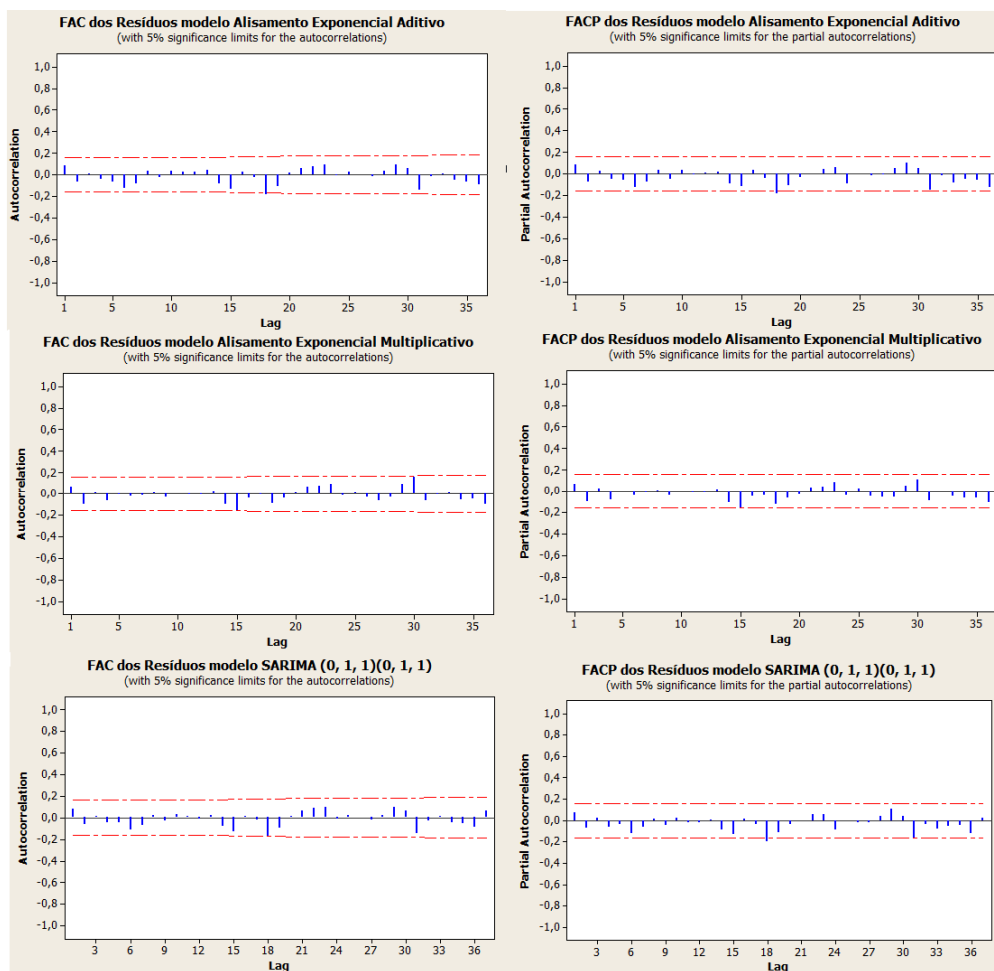 FAC dos Resíduos modelo Alisamento Exponencial Aditivo
(with 5% significance limits for the autocorrelations)
1,0
0,8
0,6
0,4
0,2
0,0
-0,2
-0,4
-0,6
-0,8
-1,0
Autocorrelation
1 5 10 15 20 25 30 35
Lag
FACP dos Resíduos modelo Alisamento Exponencial Aditivo
(with 5% significance limits for the partial autocorrelations)
1,0
0,8
0,6
0,4
0,2
0,0
-0,2
-0,4
-0,6
-0,8
-1,0
Partial Autocorrelation
1 5 10 15 20 25 30 35
Lag
FAC dos Resíduos modelo Alisamento Exponencial Multiplicativo
(with 5% significance limits for the autocorrelations)
1,0
0,8
0,6
0,4
0,2
0,0
-0,2
-0,4
-0,6
-0,8
-1,0
Autocorrelation
1 5 10 15 20 25 30 35
Lag
FACP dos Resíduos modelo Alisamento Exponencial Multiplicativo
(with 5% significance limits for the partial autocorrelations)
1,0
0,8
0,6
0,4
0,2
0,0
-0,2
-0,4
-0,6
-0,8
-1,0
Partial Autocorrelation
1 5 10 15 20 25 30 35
Lag
FAC dos Resíduos modelo SARIMA (0, 1, 1)(0, 1, 1)
(with 5% significance limits for the autocorrelations)
1,0
0,8
0,6
0,4
0,2
0,0
-0,2
-0,4
-0,6
-0,8
-1,0
Autocorrelation
3 6 9 12 15 18 21 24 27 30 33 36
Lag
FACP dos Resíduos modelo SARIMA (0, 1, 1)(0, 1, 1)
(with 5% significance limits for the partial autocorrelations)
1,0
0,8
0,6
0,4
0,2
0,0
-0,2
-0,4
-0,6
-0,8
-1,0
Partial Autocorrelation
3 6 9 12 15 18 21 24 27 30 33 36
Lag